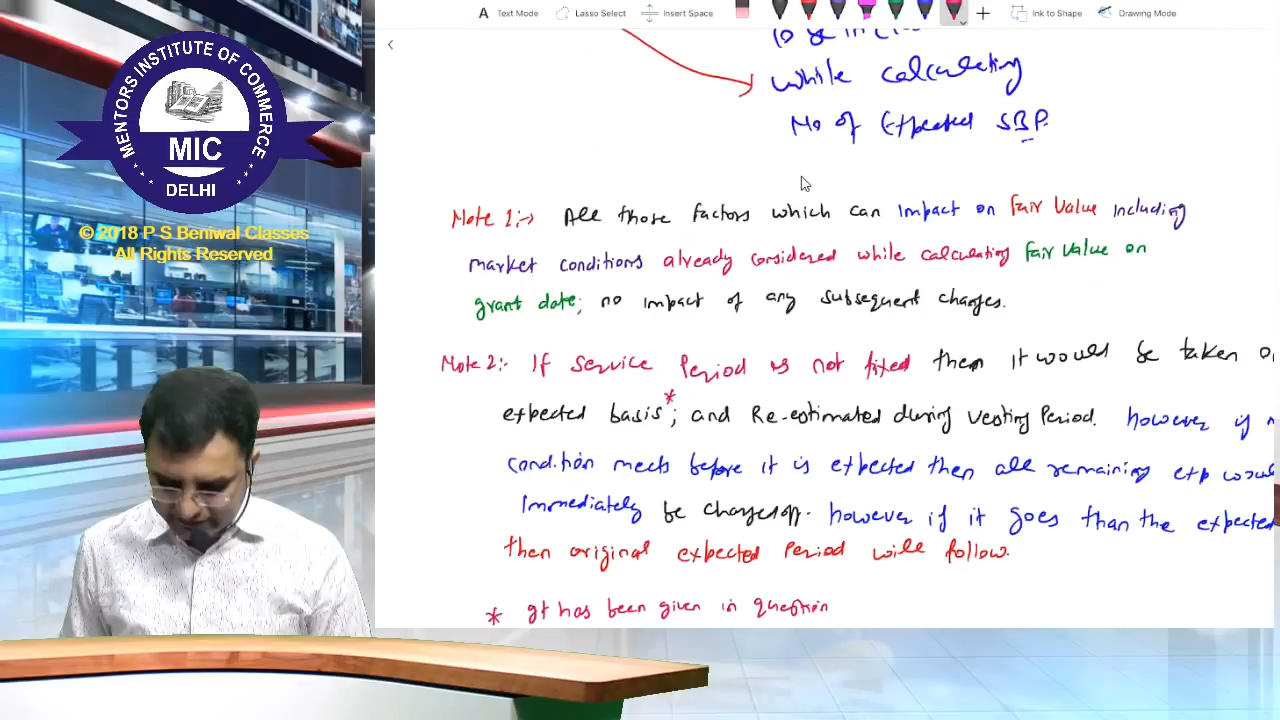 Text Mode
Lasso Select
Insert Space
Ink to Shape
Drawing Mode
while calculating
No of Expected SBP.
Note 1:-> All those factors which can impact on Fair Value including
market conditions already considered while calculating fair value on
grant date; no impact of any subsequent changes.
Note 2:- If Service Period is not fixed then it would be taken
expected basis*; and Re-estimated during vesting Period. however if
condition meets before it is expected then all remaining exp
Immediately be charged off. however if it goes than the expected
then original expected Period will follow.
* It has been given in question
MENTORS INSTITUTE OF COMMERCE
MIC
DELHI
© 2018 P S Beniwal Classes
All Rights Reserved